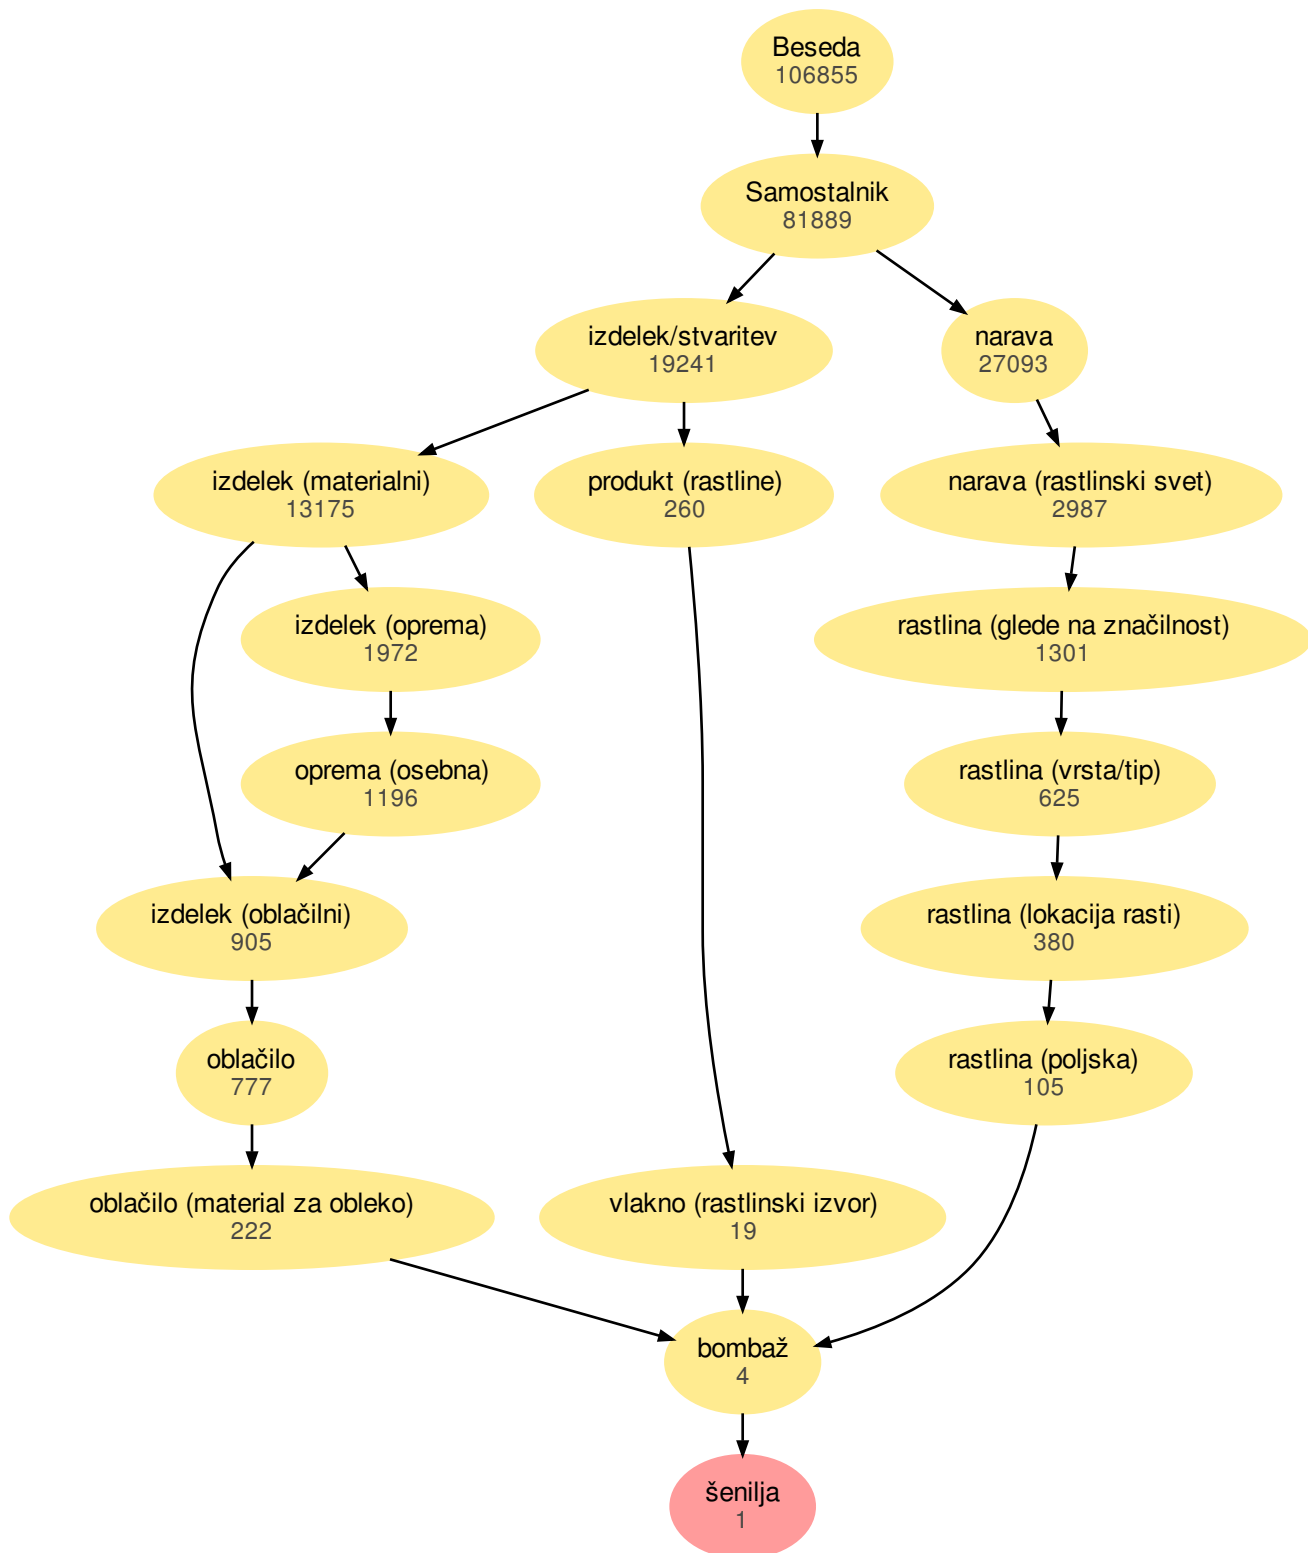 Beseda
106855
Samostalnik
81889
izdelek/stvaritev
19241
narava
27093
izdelek (materialni)
13175
produkt (rastline)
260
narava (rastlinski svet)
2987
izdelek (oprema)
1972
rastlina (glede na značilnost)
1301
oprema (osebna)
1196
rastlina (vrsta/tip)
625
izdelek (oblačilni)
905
rastlina (lokacija rasti)
380
oblačilo
777
rastlina (poljska)
105
oblačilo (material za obleko)
222
vlakno (rastlinski izvor)
19
bombaž
4
šenilja
1